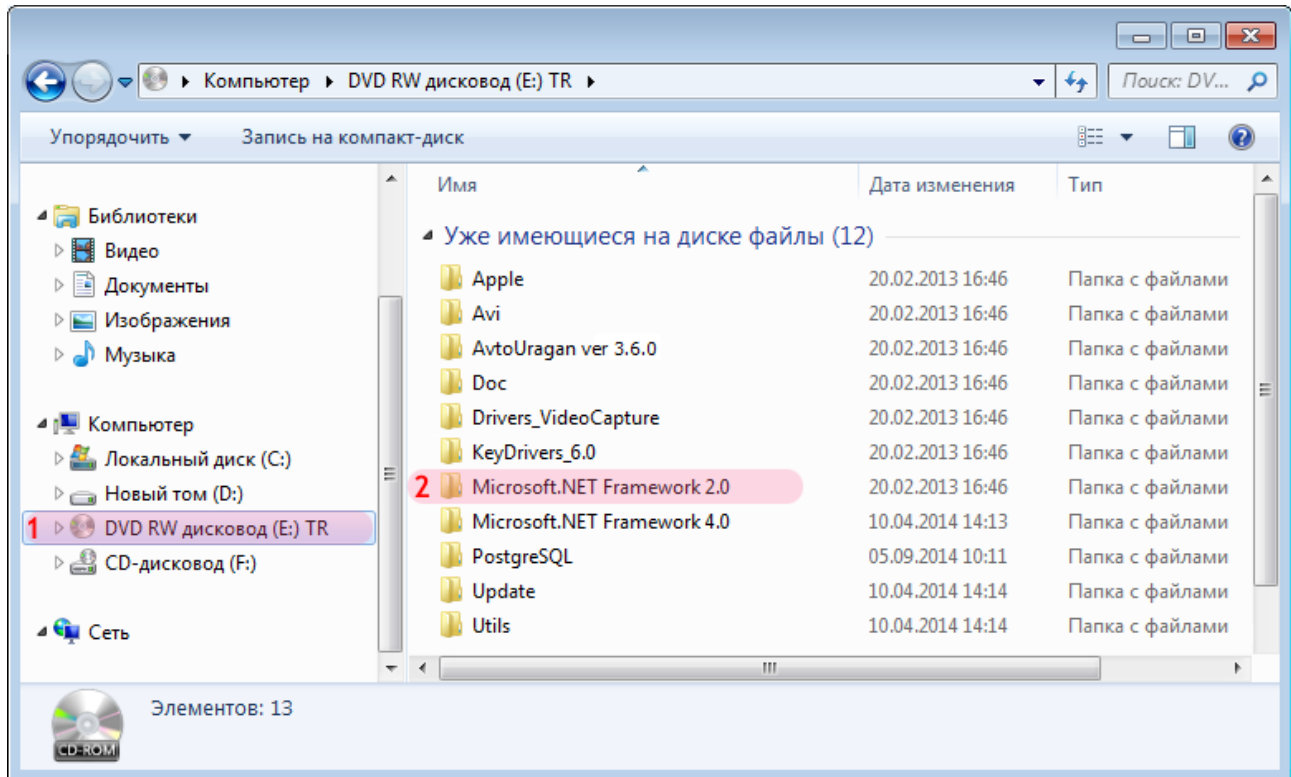 Компьютер DVD RW дисковод (E:) TR Поиск: DV...
Упорядочить Запись на компакт-диск
Библиотеки
Видео
Документы
Изображения
Музыка
Компьютер
Локальный диск (C:)
Новый том (D:)
1 DVD RW дисковод (E:) TR
CD-дисковод (F:)
Сеть
Имя Дата изменения Тип
Уже имеющиеся на диске файлы (12)
Apple 20.02.2013 16:46 Папка с файлами
Avi 20.02.2013 16:46 Папка с файлами
AvtoUragan ver 3.6.0 20.02.2013 16:46 Папка с файлами
Doc 20.02.2013 16:46 Папка с файлами
Drivers_VideoCapture 20.02.2013 16:46 Папка с файлами
KeyDrivers_6.0 20.02.2013 16:46 Папка с файлами
2 Microsoft.NET Framework 2.0 20.02.2013 16:46 Папка с файлами
Microsoft.NET Framework 4.0 10.04.2014 14:13 Папка с файлами
PostgreSQL 05.09.2014 10:11 Папка с файлами
Update 10.04.2014 14:14 Папка с файлами
Utils 10.04.2014 14:14 Папка с файлами
CD-ROM
Элементов: 13